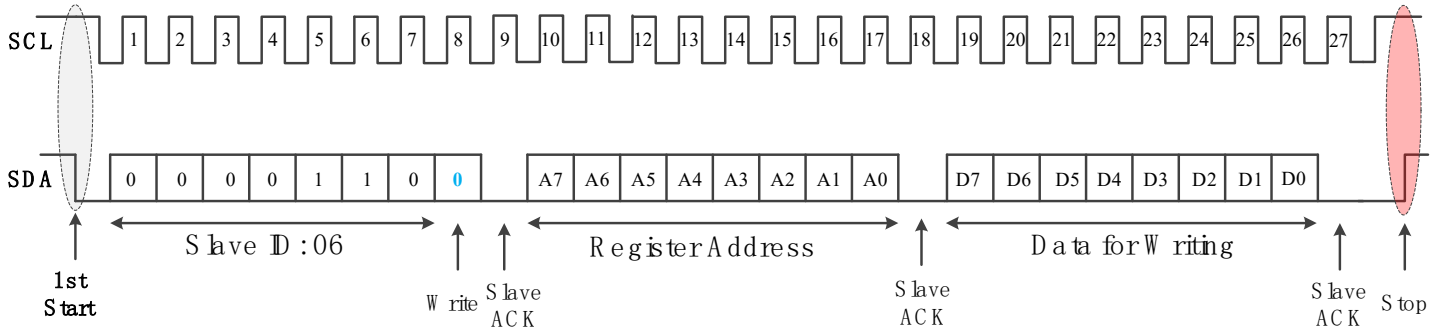 SCL 1 2 3 4 5 6 7 8 9 10 11 12 13 14 15 16 17 18 19 20 21 22 23 24 25 26 27
SDA 0 0 0 0 1 1 0 0 A7 A6 A5 A4 A3 A2 A1 A0 D7 D6 D5 D4 D3 D2 D1 D0
Slave ID:06 Register Address Data for Writing
1st
Start
Write
Slave
ACK
Slave
ACK
Slave
ACK
Stop